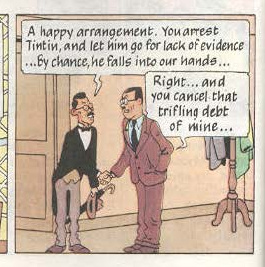 A happy arrangement. You arrest
Tintin, and let him go for lack of evidence
...By chance, he falls into our hands...
Right... and
you cancel that
trifling debt
of mine...